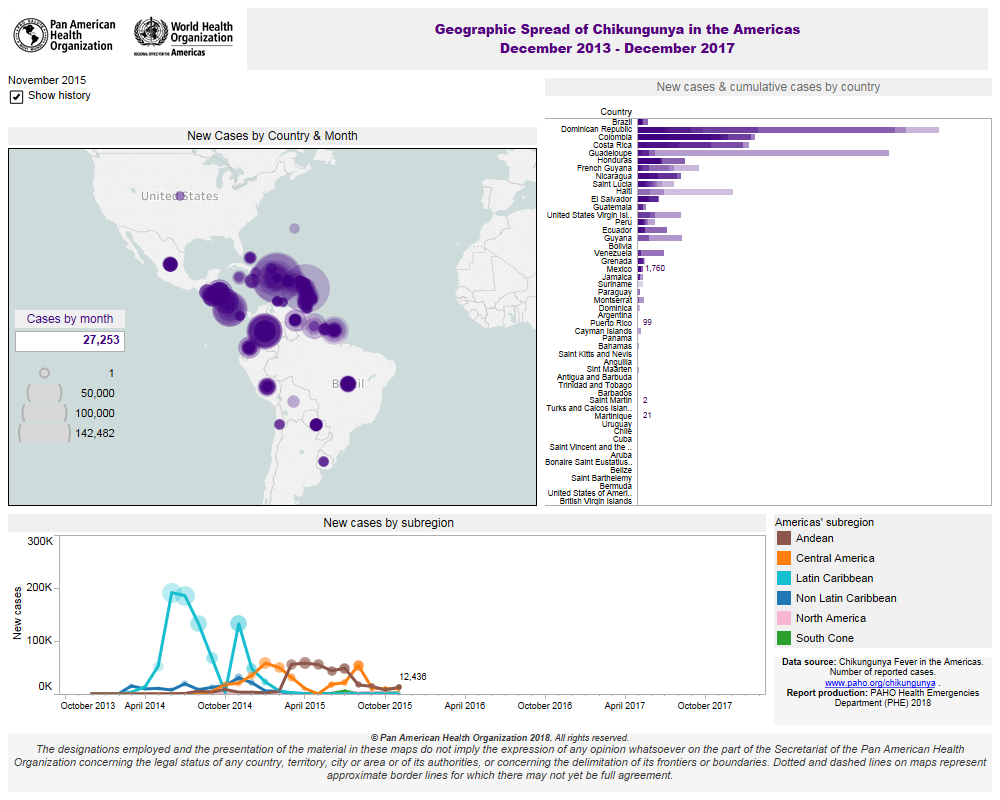 Pan American
Health
Organization
World Health
Organization
REGIONAL OFFICE FOR THE Americas
Geographic Spread of Chikungunya in the Americas
December 2013 - December 2017
November 2015
Show history
New Cases by Country & Month
United States
Brazil
Cases by month
27,253
1
50,000
100,000
142,482
New cases & cumulative cases by country
Country
Brazil
Dominican Republic
Colombia
Costa Rica
Guadeloupe
Honduras
French Guyana
Nicaragua
Saint Lucia
Haiti
El Salvador
Guatemala
United States Virgin Isl..
Peru
Ecuador
Guyana
Bolivia
Venezuela
Grenada
Mexico 1,760
Jamaica
Suriname
Paraguay
Montserrat
Dominica
Argentina
Puerto Rico 99
Cayman Islands
Panama
Bahamas
Saint Kitts and Nevis
Anguilla
Sint Maarten
Antigua and Barbuda
Trinidad and Tobago
Barbados
Saint Martin 2
Turks and Caicos Islan..
Martinique 21
Uruguay
Chile
Cuba
Saint Vincent and the ..
Aruba
Bonaire Saint Eustatius..
Belize
Saint Barthelemy
Bermuda
United States of Ameri..
British Virgin Islands
New cases by subregion
New cases
300K
200K
100K
0K
12,436
October 2013 April 2014 October 2014 April 2015 October 2015 April 2016 October 2016 April 2017 October 2017
Americas' subregion
Andean
Central America
Latin Caribbean
Non Latin Caribbean
North America
South Cone
Data source: Chikungunya Fever in the Americas.
Number of reported cases.
www.paho.org/chikungunya .
Report production: PAHO Health Emergencies
Department (PHE) 2018
© Pan American Health Organization 2018. All rights reserved.
The designations employed and the presentation of the material in these maps do not imply the expression of any opinion whatsoever on the part of the Secretariat of the Pan American Health
Organization concerning the legal status of any country, territory, city or area or of its authorities, or concerning the delimitation of its frontiers or boundaries. Dotted and dashed lines on maps represent
approximate border lines for which there may not yet be full agreement.